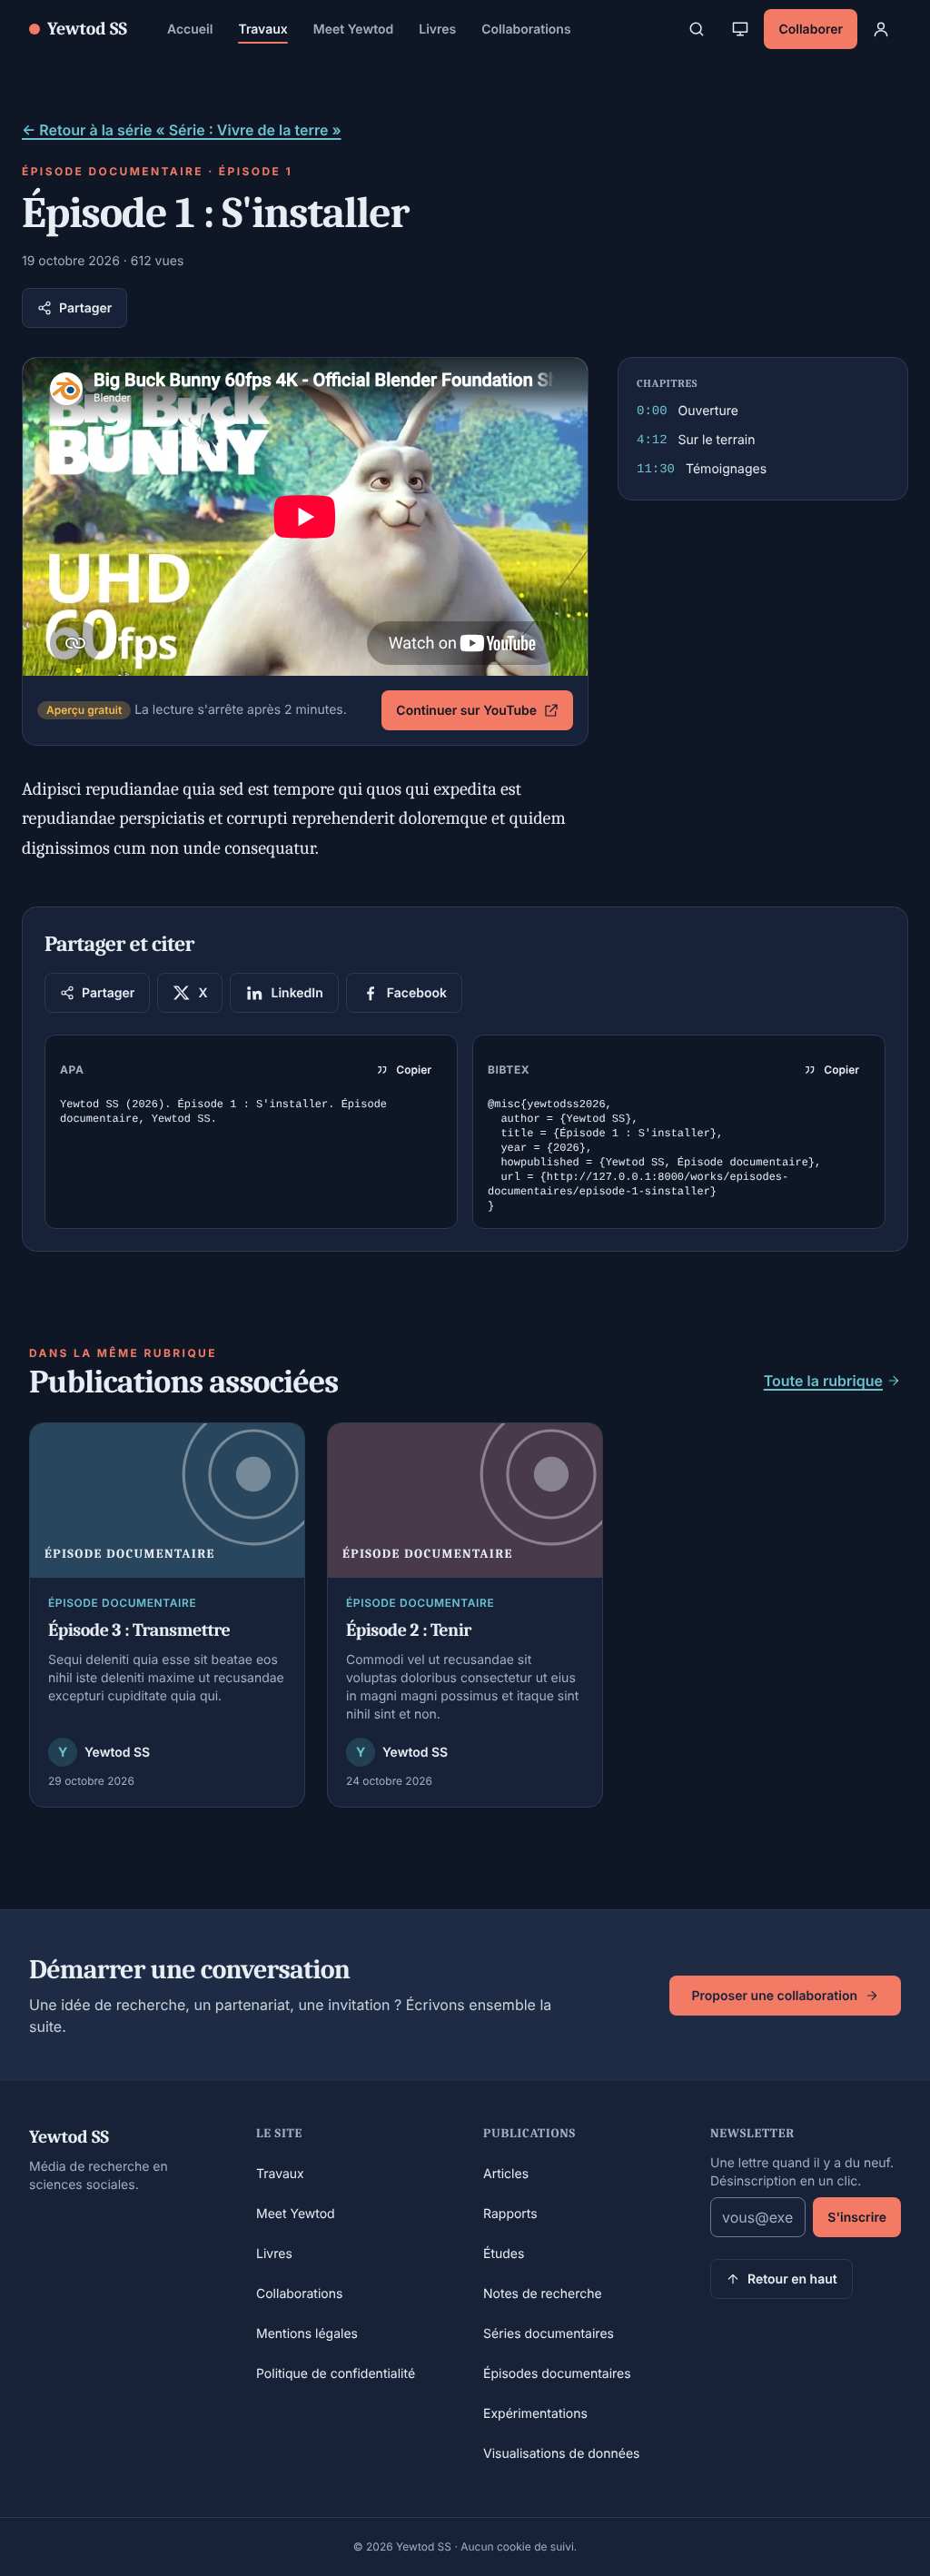 Yewtod SS
Accueil
Travaux
Meet Yewtod
Livres
Collaborations
Collaborer
← Retour à la série « Série : Vivre de la terre »
ÉPISODE DOCUMENTAIRE · ÉPISODE 1
Épisode 1 : S'installer
19 octobre 2026 · 612 vues
Partager
Big Buck Bunny 60fps 4K - Official Blender Foundation
Blender
Big Buck
BUNNY
UHD
60fps
Watch on YouTube
Aperçu gratuit La lecture s'arrête après 2 minutes.
Continuer sur YouTube
CHAPITRES
0:00 Ouverture
4:12 Sur le terrain
11:30 Témoignages
Adipisci repudiandae quia sed est tempore qui quos qui expedita est
repudiandae perspiciatis et corrupti reprehenderit doloremque et quidem
dignissimos cum non unde consequatur.
Partager et citer
Partager
X
LinkedIn
Facebook
APA
Copier
Yewtod SS (2026). Épisode 1 : S'installer. Épisode
documentaire, Yewtod SS.
BIBTEX
Copier
@misc{yewtodss2026,
author = {Yewtod SS},
title = {Épisode 1 : S'installer},
year = {2026},
howpublished = {Yewtod SS, Épisode documentaire},
url = {http://127.0.0.1:8000/works/episodes-
documentaires/episode-1-sinstaller}
}
DANS LA MÊME RUBRIQUE
Publications associées
Toute la rubrique →
ÉPISODE DOCUMENTAIRE
ÉPISODE DOCUMENTAIRE
Épisode 3 : Transmettre
Sequi deleniti quia esse sit beatae eos
nihil iste deleniti maxime ut recusandae
excepturi cupiditate quia qui.
Y Yewtod SS
29 octobre 2026
ÉPISODE DOCUMENTAIRE
ÉPISODE DOCUMENTAIRE
Épisode 2 : Tenir
Commodi vel ut recusandae sit
voluptas doloribus consectetur ut eius
in magni magni possimus et itaque sint
nihil sint et non.
Y Yewtod SS
24 octobre 2026
Démarrer une conversation
Une idée de recherche, un partenariat, une invitation ? Écrivons ensemble la
suite.
Proposer une collaboration →
Yewtod SS
Média de recherche en
sciences sociales.
LE SITE
Travaux
Meet Yewtod
Livres
Collaborations
Mentions légales
Politique de confidentialité
PUBLICATIONS
Articles
Rapports
Études
Notes de recherche
Séries documentaires
Épisodes documentaires
Expérimentations
Visualisations de données
NEWSLETTER
Une lettre quand il y a du neuf.
Désinscription en un clic.
vous@exe
S'inscrire
↑ Retour en haut
© 2026 Yewtod SS · Aucun cookie de suivi.